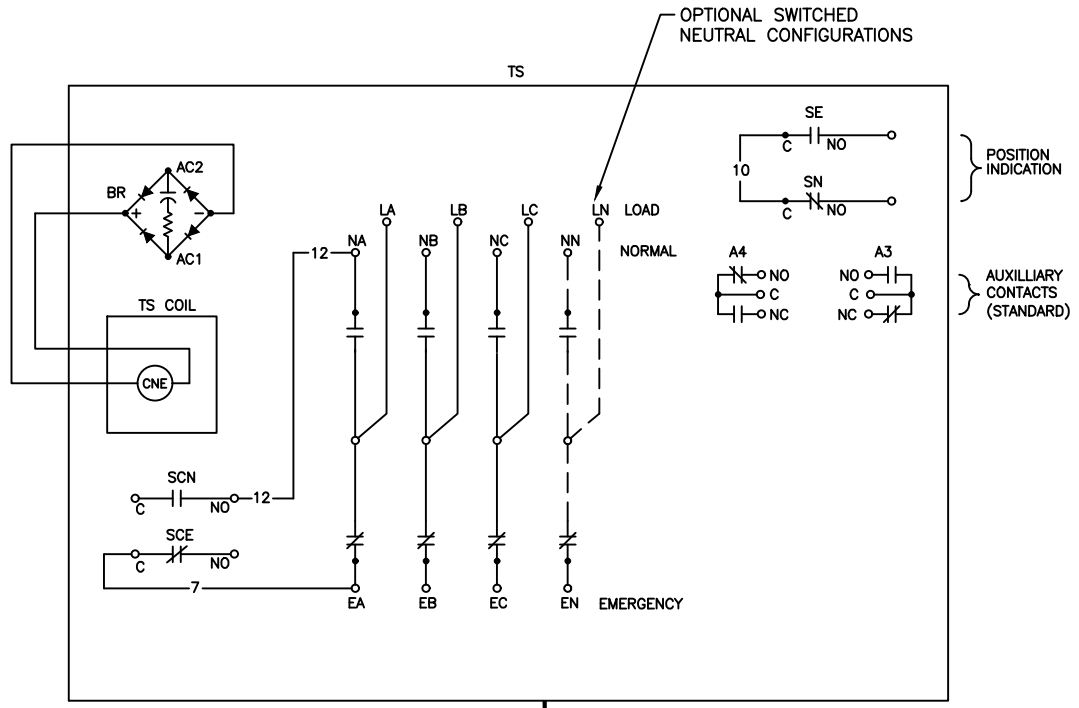 OPTIONAL SWITCHED
NEUTRAL CONFIGURATIONS
TS
SE
C
NO
10
SN
C
NO
POSITION
INDICATION
AC2
BR
+
-
AC1
LA
LB
LC
LN
LOAD
12
NA
NB
NC
NN
NORMAL
A4
NO
C
NC
A3
NO
C
NC
AUXILLIARY
CONTACTS
(STANDARD)
TS COIL
CNE
SCN
C
NO
12
SCE
C
NO
7
EA
EB
EC
EN
EMERGENCY